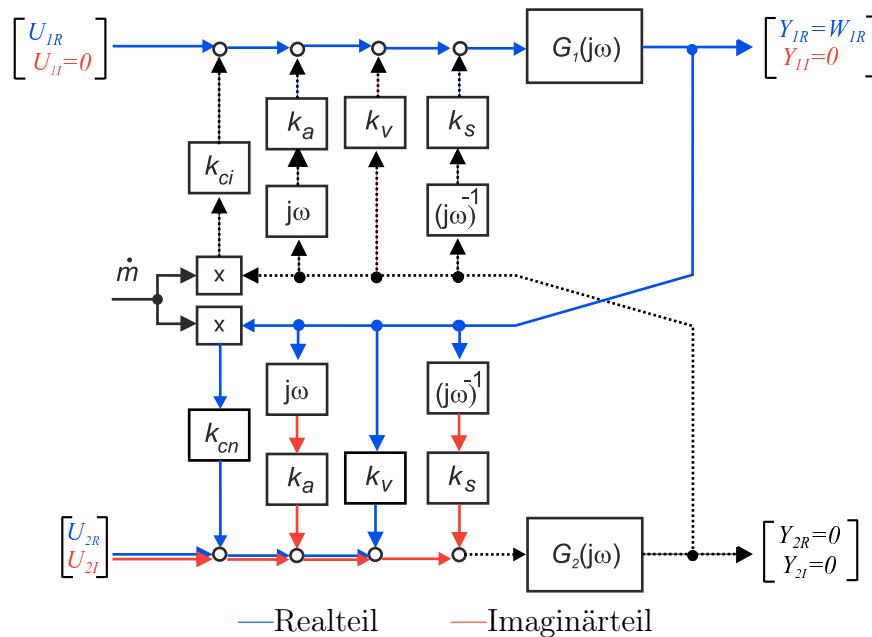 U1R
U1I=0
G1(jω)
Y1R=W1R
Y1I=0
ka
kv
ks
kci
jω
(jω)-1
ṁ
x
x
jω
(jω)-1
kcn
ka
kv
ks
U2R
U2I
G2(jω)
Y2R=0
Y2I=0
Realteil
Imaginärteil